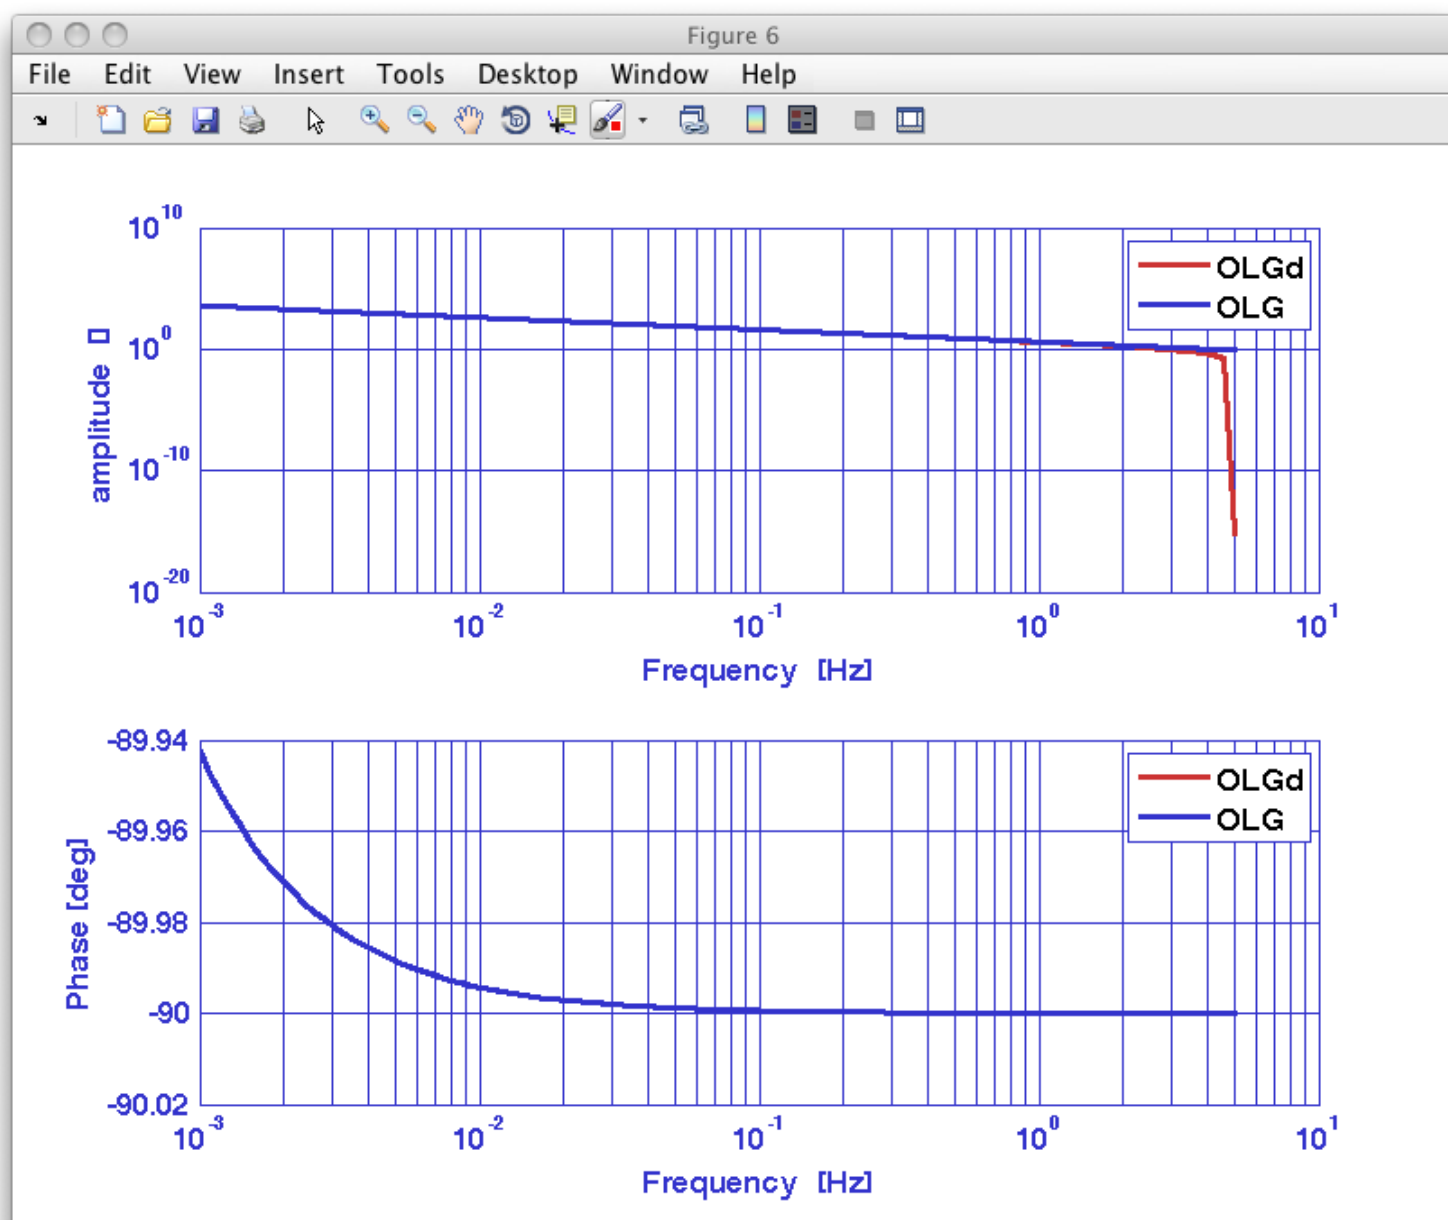 Figure 6
File Edit View Insert Tools Desktop Window Help
10^10
10^0
10^-10
10^-20
amplitude []
OLGd
OLG
10^-3 10^-2 10^-1 10^0 10^1
Frequency [Hz]
-89.94
-89.96
-89.98
-90
-90.02
Phase [deg]
OLGd
OLG
10^-3 10^-2 10^-1 10^0 10^1
Frequency [Hz]